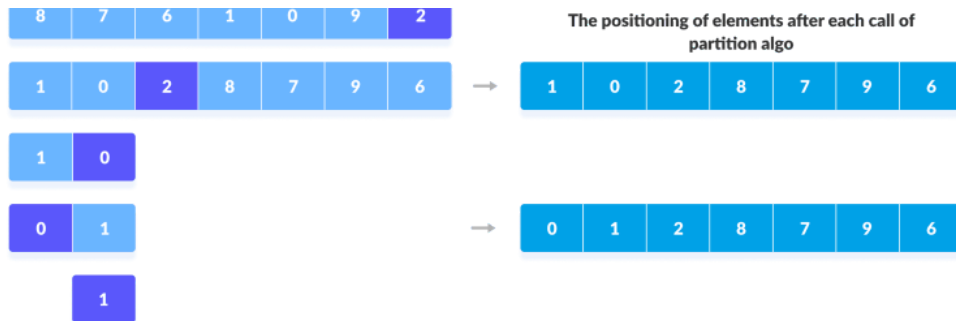 8 7 6 1 0 9 2
The positioning of elements after each call of
partition algo
1 0 2 8 7 9 6
1 0 2 8 7 9 6
1 0
0 1
0 1 2 8 7 9 6
1